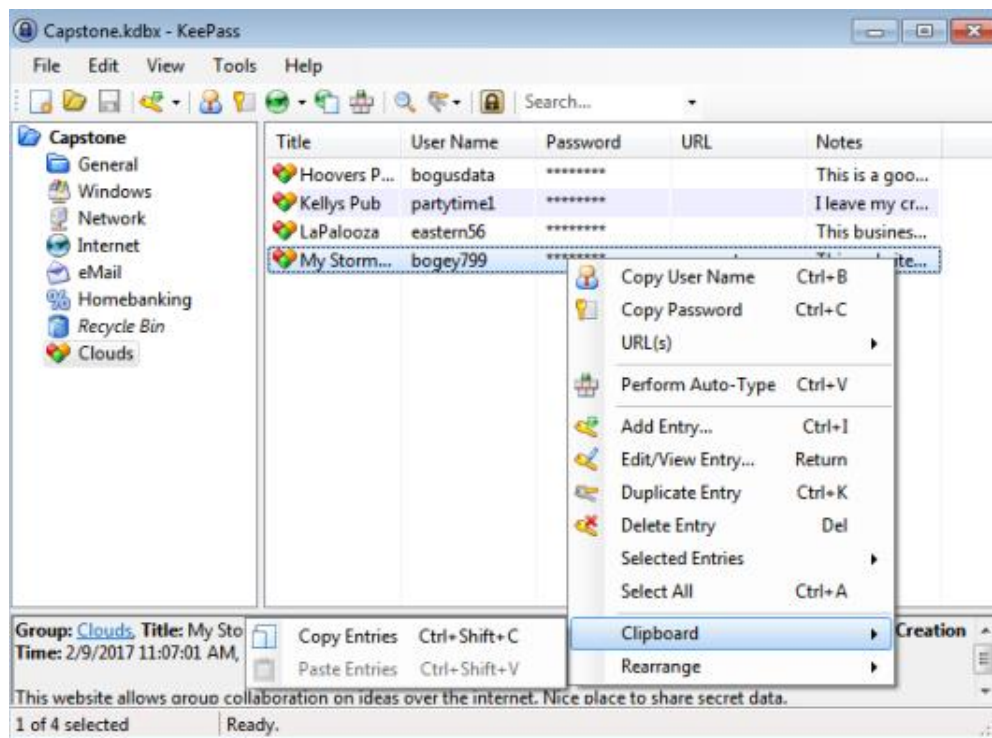 Capstone.kdbx - KeePass
File Edit View Tools Help
Search...
Capstone
General
Windows
Network
Internet
eMail
Homebanking
Recycle Bin
Clouds
Title User Name Password URL Notes
Hoovers P... bogusdata ******** This is a goo...
Kellys Pub partytime1 ******** I leave my cr...
LaPalooza eastern56 ******** This busines...
My Storm... bogey799 ********
Copy User Name Ctrl+B
Copy Password Ctrl+C
URL(s)
Perform Auto-Type Ctrl+V
Add Entry... Ctrl+I
Edit/View Entry... Return
Duplicate Entry Ctrl+K
Delete Entry Del
Selected Entries
Select All Ctrl+A
Clipboard
Rearrange
Copy Entries Ctrl+Shift+C
Paste Entries Ctrl+Shift+V
Group: Clouds, Title: My Sto Creation
Time: 2/9/2017 11:07:01 AM,
This website allows group collaboration on ideas over the internet. Nice place to share secret data.
1 of 4 selected Ready.